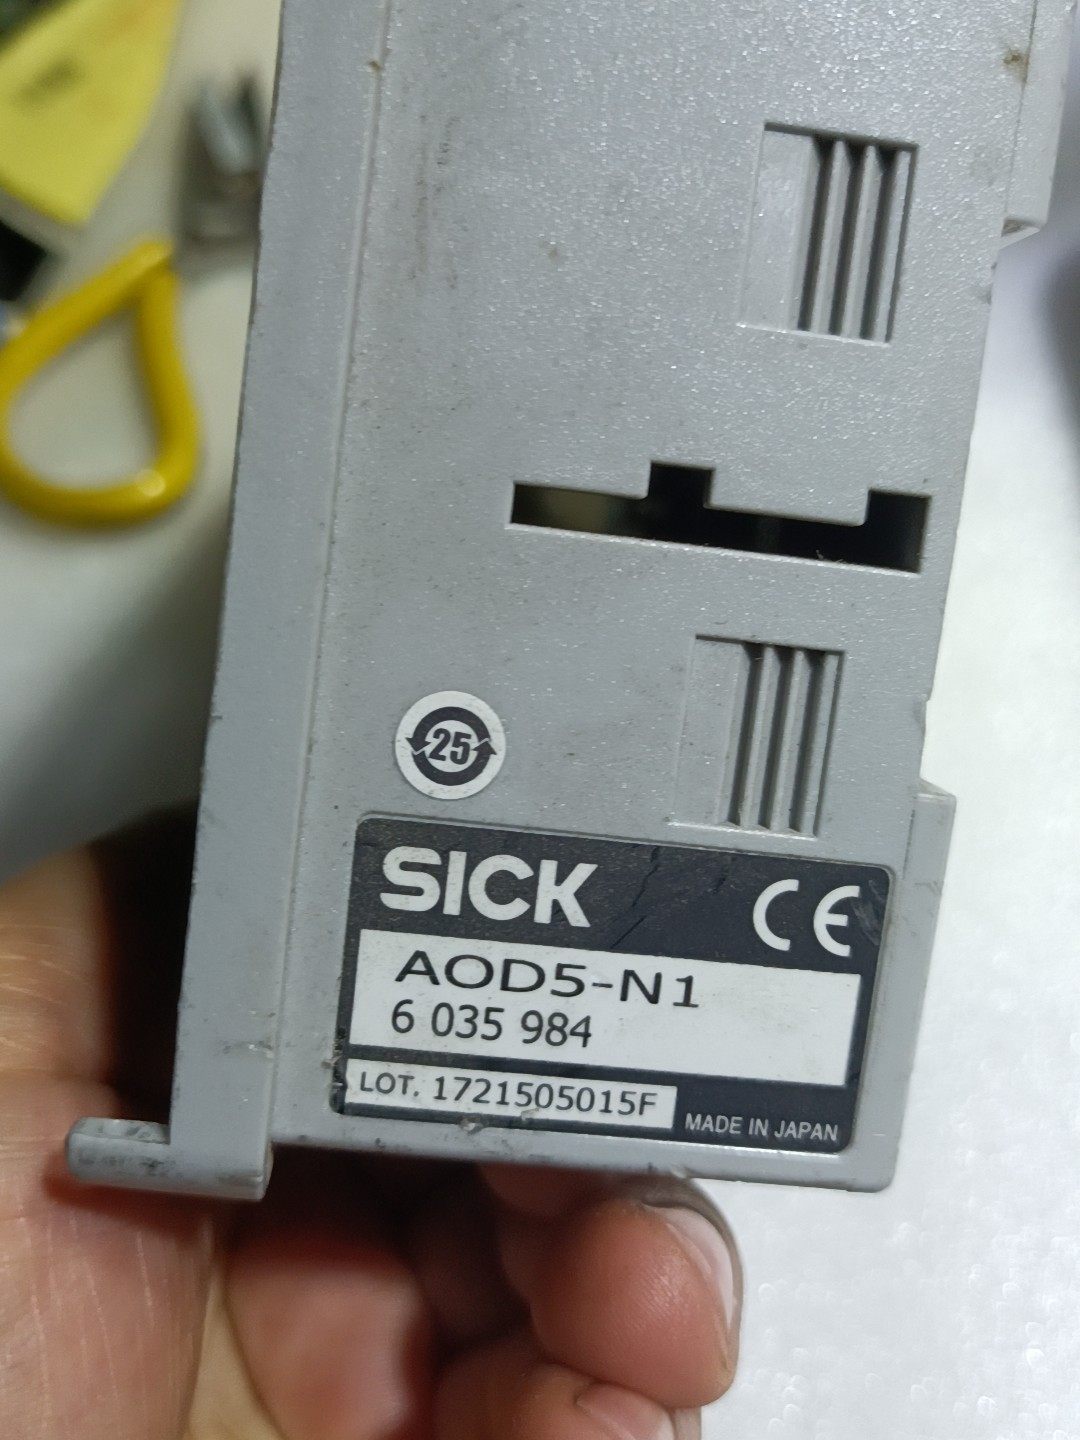 25
SICK
CE
AOD5-N1
6 035 984
LOT. 1721505015F
MADE IN JAPAN